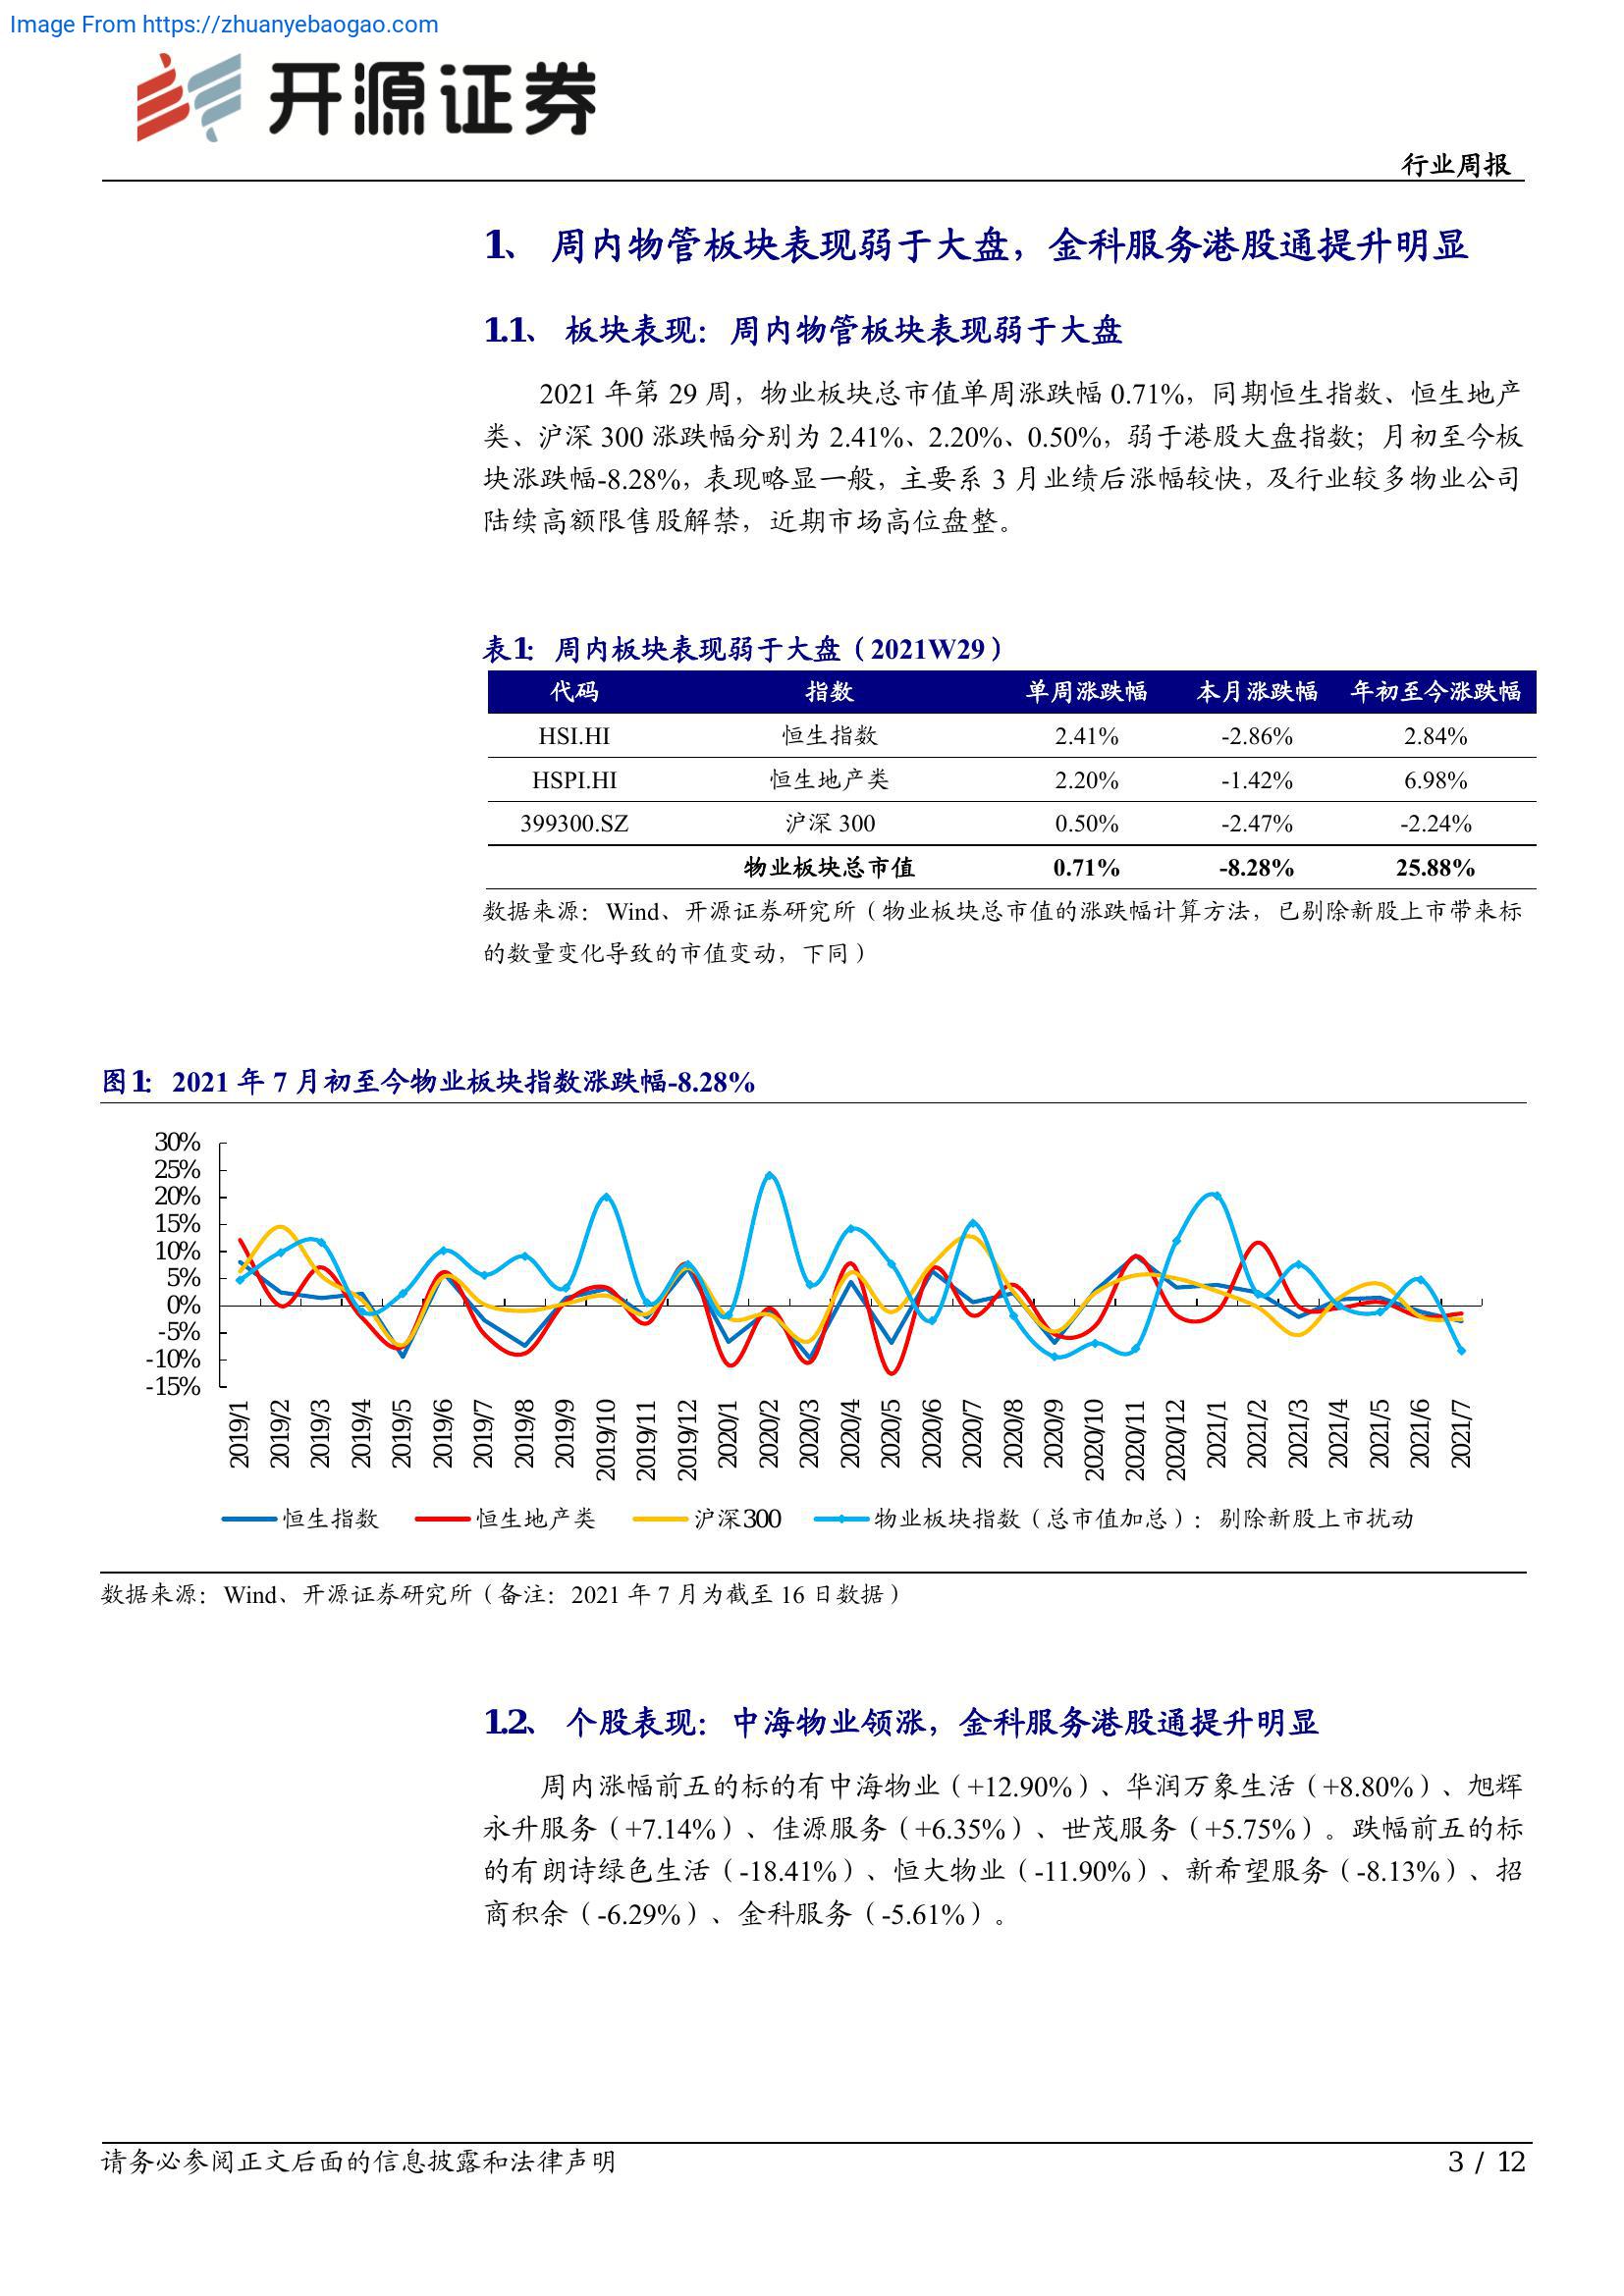 Image From https://zhuanyebaogao.com
开源证券
行业周报
1、 周内物管板块表现弱于大盘，金科服务港股通提升明显
1.1、 板块表现：周内物管板块表现弱于大盘
2021 年第 29 周，物业板块总市值单周涨跌幅 0.71%，同期恒生指数、恒生地产
类、沪深 300 涨跌幅分别为 2.41%、2.20%、0.50%，弱于港股大盘指数；月初至今板
块涨跌幅-8.28%，表现略显一般，主要系 3 月业绩后涨幅较快，及行业较多物业公司
陆续高额限售股解禁，近期市场高位盘整。
表1： 周内板块表现弱于大盘（2021W29）
代码 指数 单周涨跌幅 本月涨跌幅 年初至今涨跌幅
HSI.HI 恒生指数 2.41% -2.86% 2.84%
HSPI.HI 恒生地产类 2.20% -1.42% 6.98%
399300.SZ 沪深 300 0.50% -2.47% -2.24%
物业板块总市值 0.71% -8.28% 25.88%
数据来源：Wind、开源证券研究所（物业板块总市值的涨跌幅计算方法，已剔除新股上市带来标
的数量变化导致的市值变动，下同）
图1： 2021 年 7 月初至今物业板块指数涨跌幅-8.28%
30%
25%
20%
15%
10%
5%
0%
-5%
-10%
-15%
2019/1 2019/2 2019/3 2019/4 2019/5 2019/6 2019/7 2019/8 2019/9 2019/10 2019/11 2019/12 2020/1 2020/2 2020/3 2020/4 2020/5 2020/6 2020/7 2020/8 2020/9 2020/10 2020/11 2020/12 2021/1 2021/2 2021/3 2021/4 2021/5 2021/6 2021/7
恒生指数 恒生地产类 沪深300 物业板块指数（总市值加总）：剔除新股上市扰动
数据来源：Wind、开源证券研究所（备注：2021 年 7 月为截至 16 日数据）
1.2、 个股表现：中海物业领涨，金科服务港股通提升明显
周内涨幅前五的标的有中海物业（+12.90%）、华润万象生活（+8.80%）、旭辉
永升服务（+7.14%）、佳源服务（+6.35%）、世茂服务（+5.75%）。跌幅前五的标
的有朗诗绿色生活（-18.41%）、恒大物业（-11.90%）、新希望服务（-8.13%）、招
商积余（-6.29%）、金科服务（-5.61%）。
请务必参阅正文后面的信息披露和法律声明
3 / 12